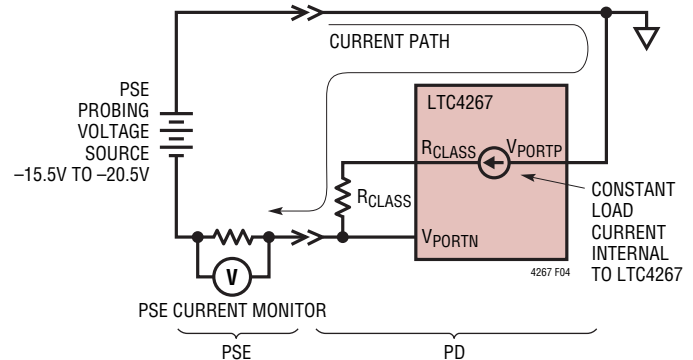 CURRENT PATH
PSE
PROBING
VOLTAGE
SOURCE
–15.5V TO –20.5V
LTC4267
RCLASS
VPORTP
RCLASS
VPORTN
CONSTANT
LOAD
CURRENT
INTERNAL
TO LTC4267
4267 F04
V
PSE CURRENT MONITOR
PSE
PD